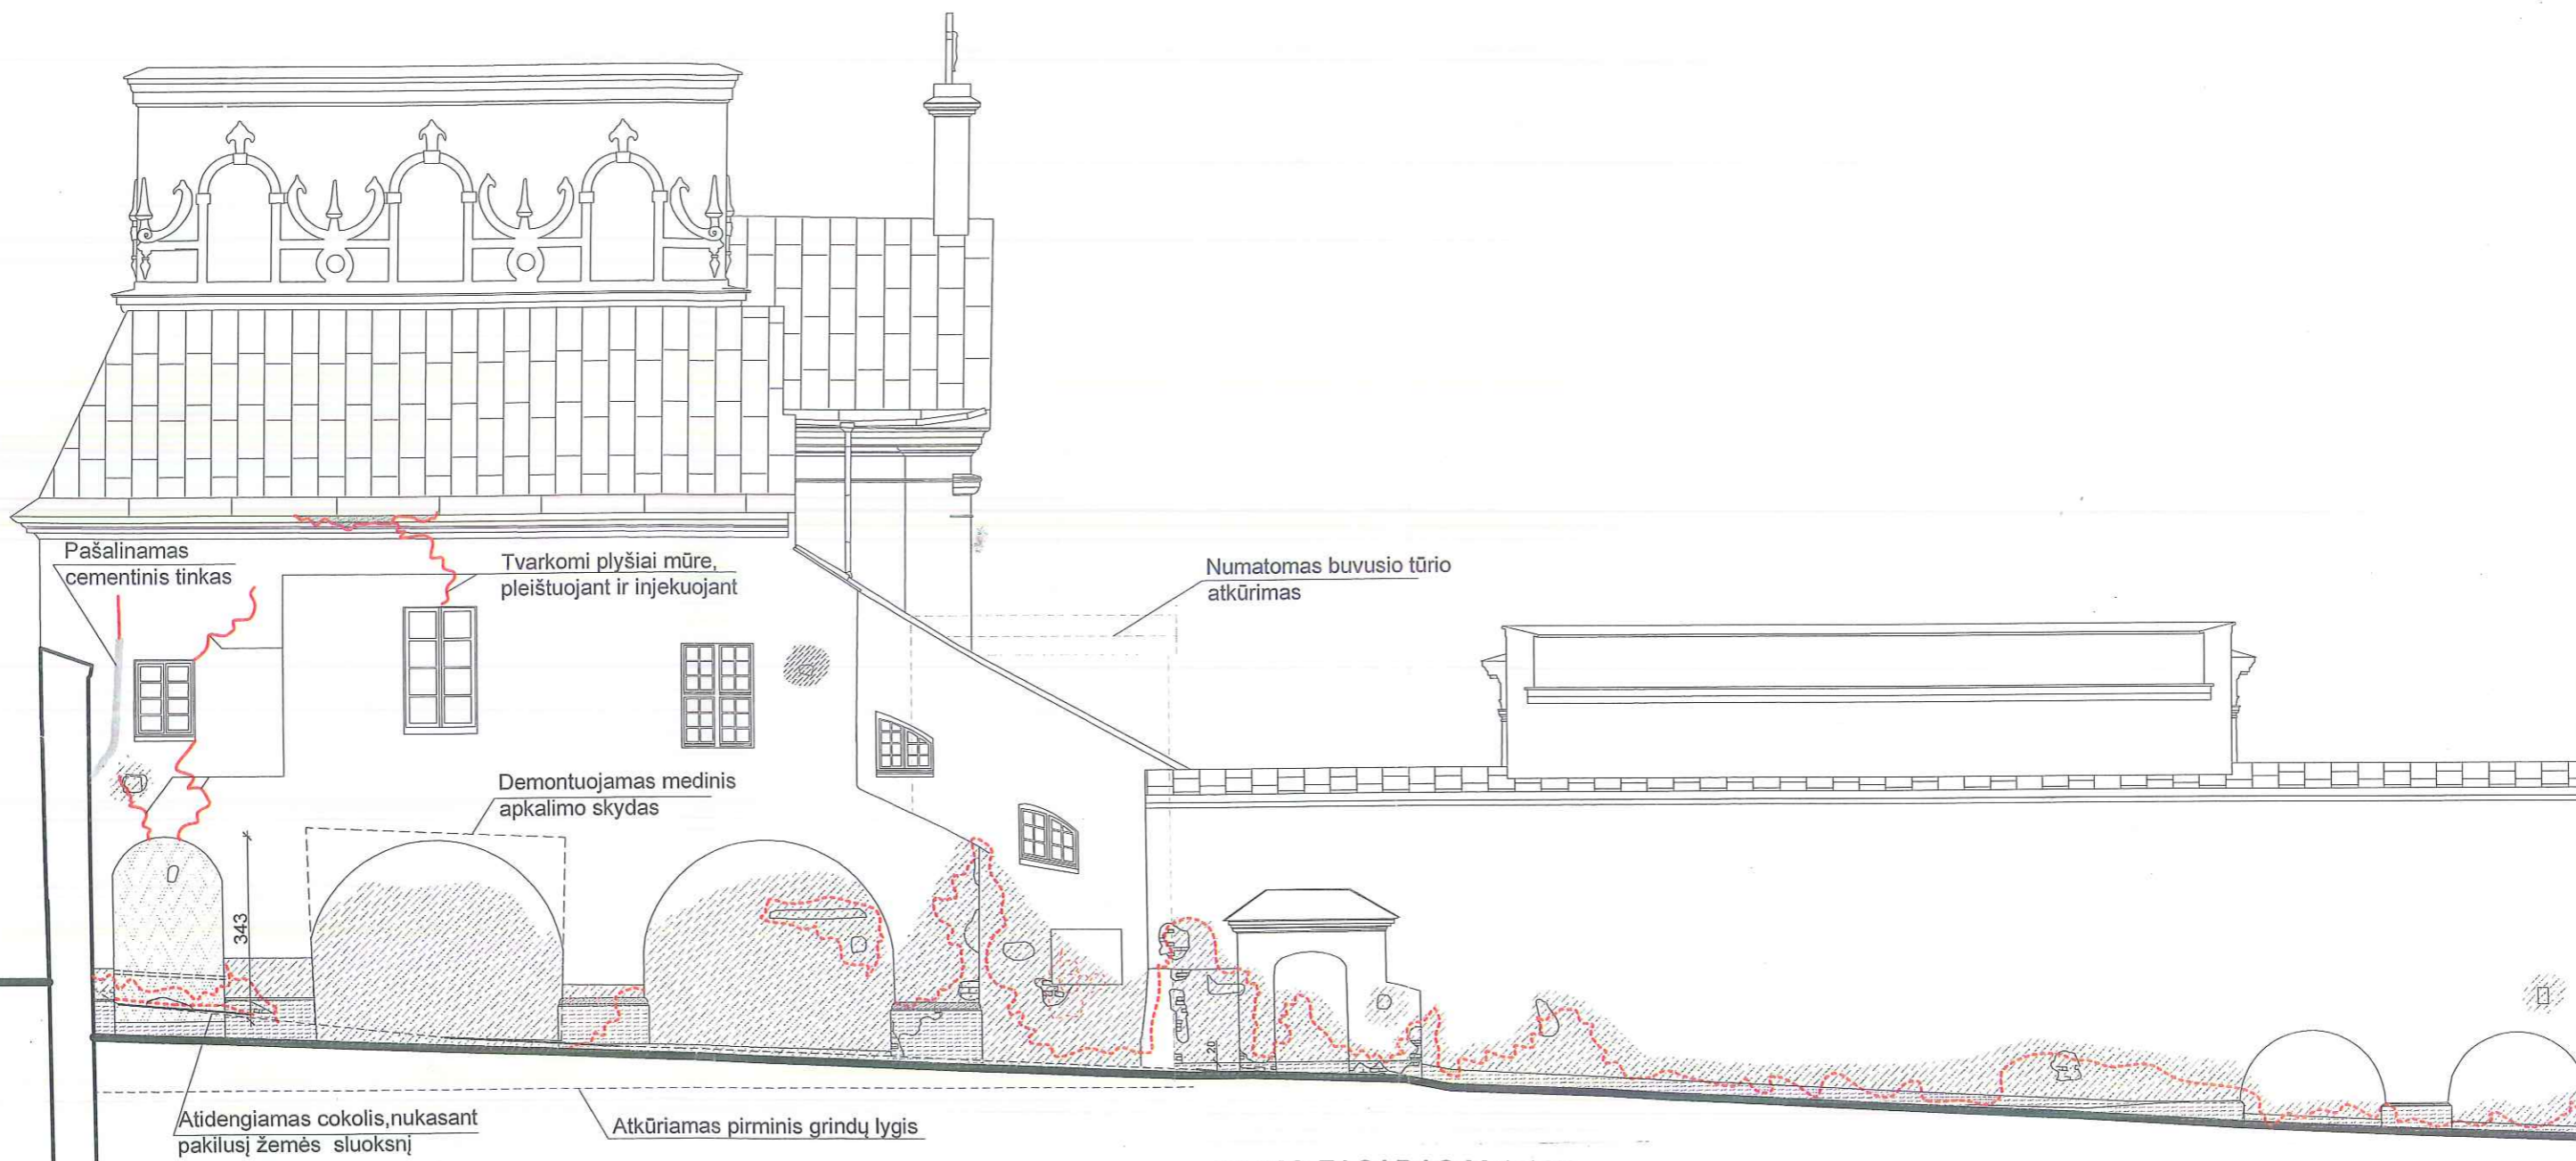 Pašalinamas
cementinis tinkas
Tvarkomi plyšiai mūre,
pleištuojant ir injekuojant
Numatomas buvusio tūrio
atkūrimas
Demontuojamas medinis
apkalimo skydas
343
20
Atidengiamas cokolis,nukasant
pakilusį žemės sluoksnį
Atkūriamas pirminis grindų lygis